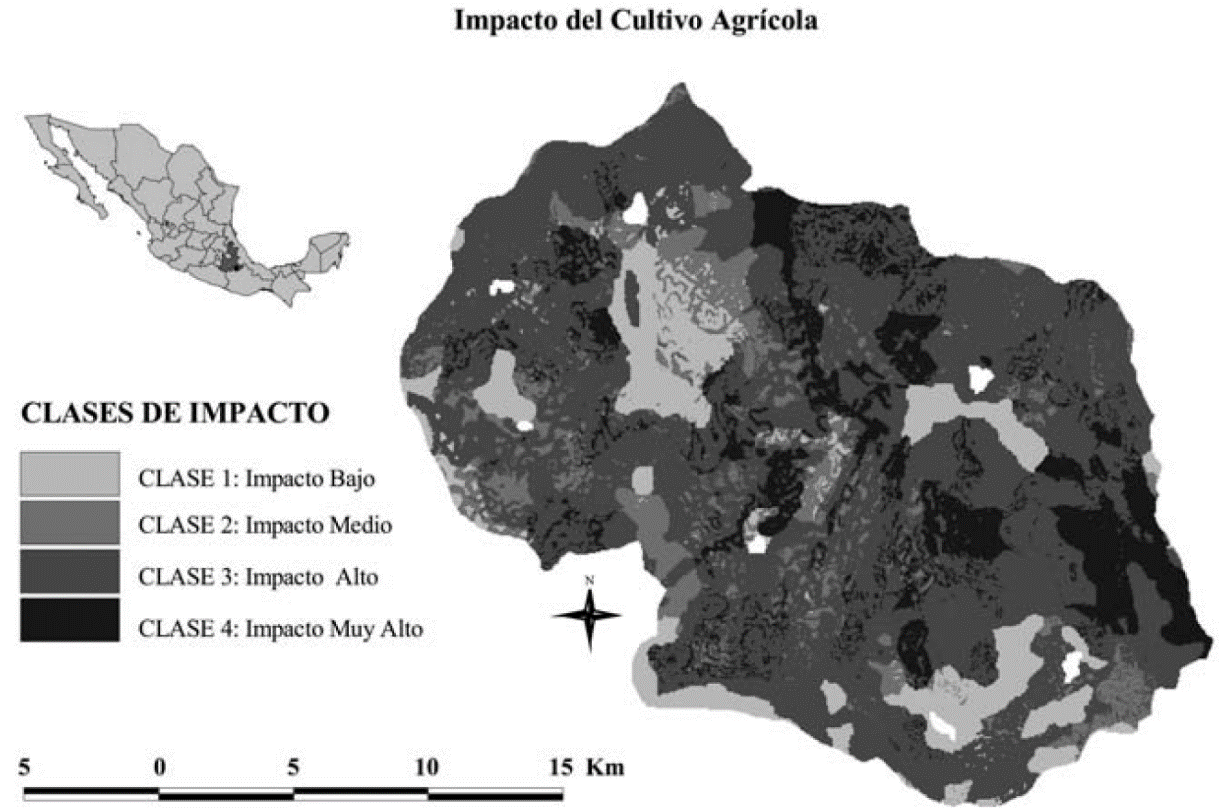 Impacto del Cultivo Agrícola
CLASES DE IMPACTO
CLASE 1: Impacto Bajo
CLASE 2: Impacto Medio
CLASE 3: Impacto Alto
CLASE 4: Impacto Muy Alto
N
5 0 5 10 15 Km